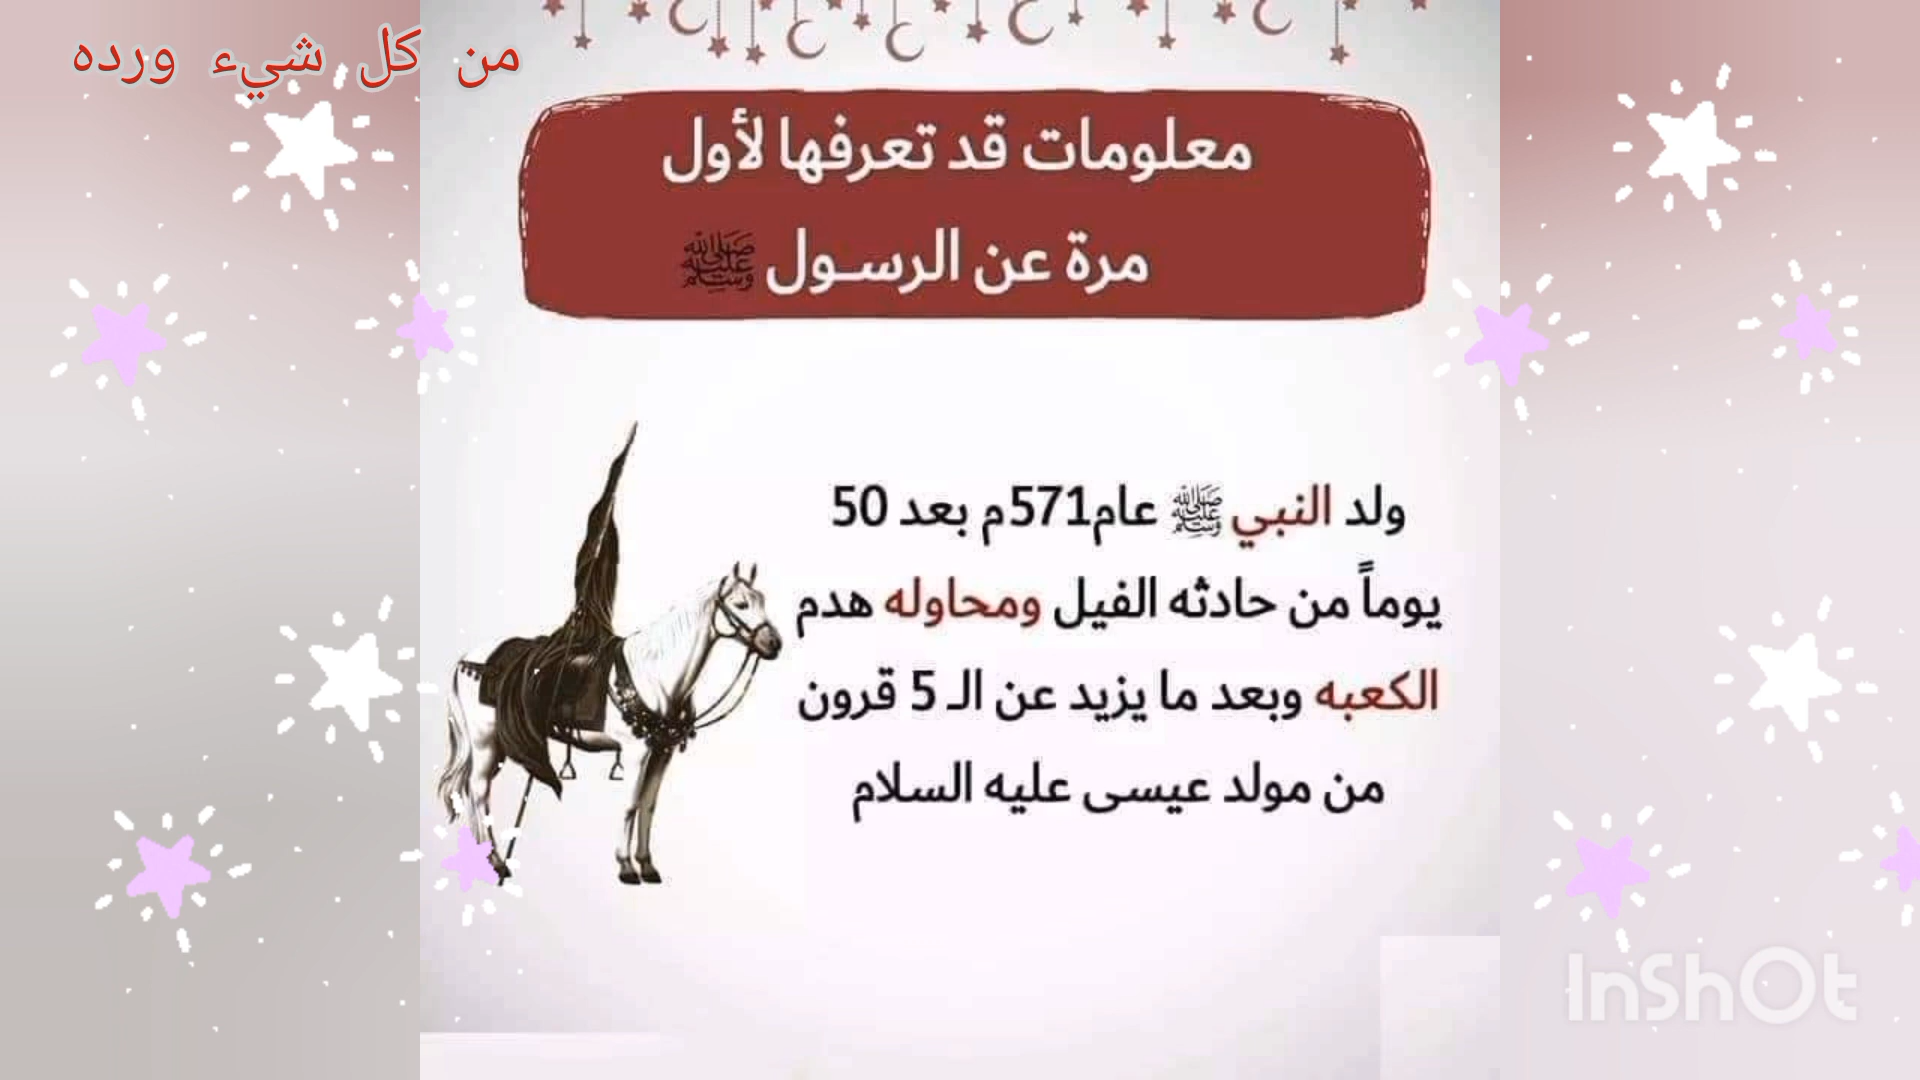 من كل شيء ورده
معلومات قد تعرفها لأول
مرة عن الرسـول ﷺ
ولد النبي ﷺ عام571م بعد 50
يوماً من حادثه الفيل ومحاوله هدم
الكعبه وبعد ما يزيد عن الـ 5 قرون
من مولد عيسى عليه السلام
InShOt